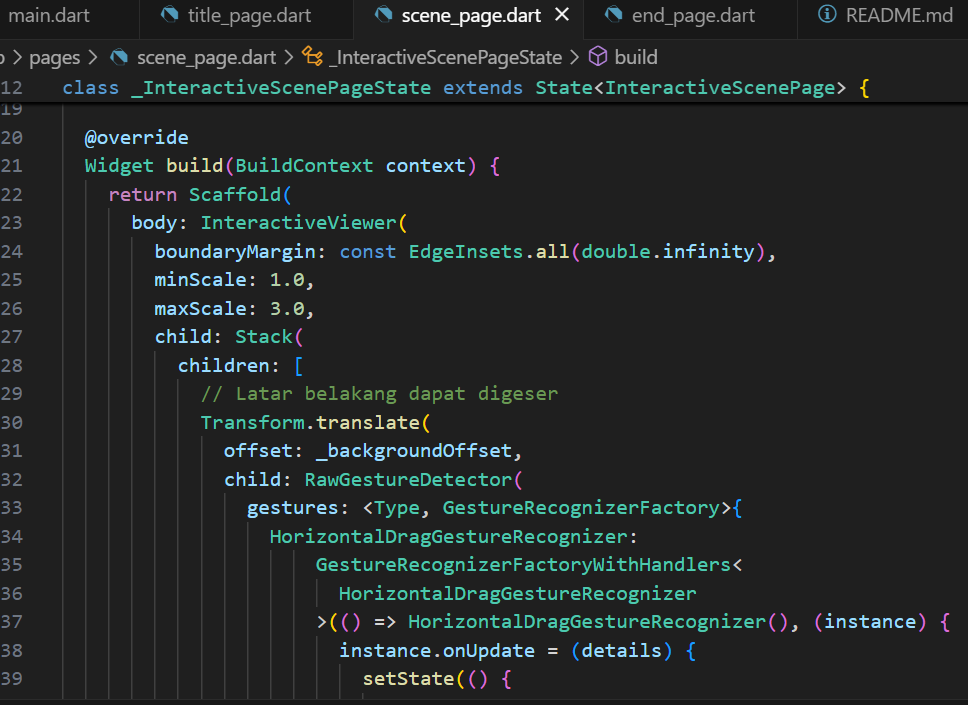 main.dart title_page.dart scene_page.dart × end_page.dart README.md
> pages > scene_page.dart > _InteractiveScenePageState > build
12 class _InteractiveScenePageState extends State<InteractiveScenePage> {
19
20 @override
21 Widget build(BuildContext context) {
22 return Scaffold(
23 body: InteractiveViewer(
24 boundaryMargin: const EdgeInsets.all(double.infinity),
25 minScale: 1.0,
26 maxScale: 3.0,
27 child: Stack(
28 children: [
29 // Latar belakang dapat digeser
30 Transform.translate(
31 offset: _backgroundOffset,
32 child: RawGestureDetector(
33 gestures: <Type, GestureRecognizerFactory>{
34 HorizontalDragGestureRecognizer:
35 GestureRecognizerFactoryWithHandlers<
36 HorizontalDragGestureRecognizer
37 >(() => HorizontalDragGestureRecognizer(), (instance) {
38 instance.onUpdate = (details) {
39 setState(() {